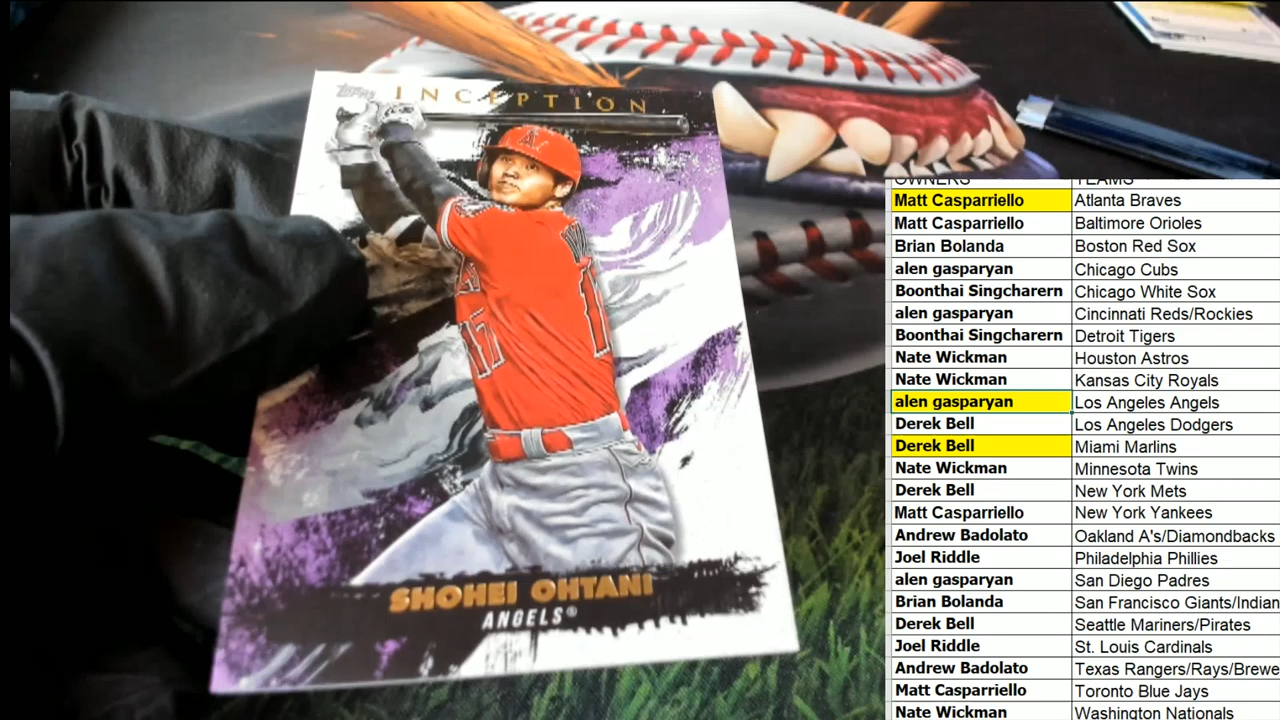 Topps INCEPTION
A
17
1
SHOHEI OHTANI
ANGELS®
OWNERS TEAMS
Matt Casparriello Atlanta Braves
Matt Casparriello Baltimore Orioles
Brian Bolanda Boston Red Sox
alen gasparyan Chicago Cubs
Boonthai Singcharern Chicago White Sox
alen gasparyan Cincinnati Reds/Rockies
Boonthai Singcharern Detroit Tigers
Nate Wickman Houston Astros
Nate Wickman Kansas City Royals
alen gasparyan Los Angeles Angels
Derek Bell Los Angeles Dodgers
Derek Bell Miami Marlins
Nate Wickman Minnesota Twins
Derek Bell New York Mets
Matt Casparriello New York Yankees
Andrew Badolato Oakland A's/Diamondbacks
Joel Riddle Philadelphia Phillies
alen gasparyan San Diego Padres
Brian Bolanda San Francisco Giants/Indian
Derek Bell Seattle Mariners/Pirates
Joel Riddle St. Louis Cardinals
Andrew Badolato Texas Rangers/Rays/Brewe
Matt Casparriello Toronto Blue Jays
Nate Wickman Washington Nationals